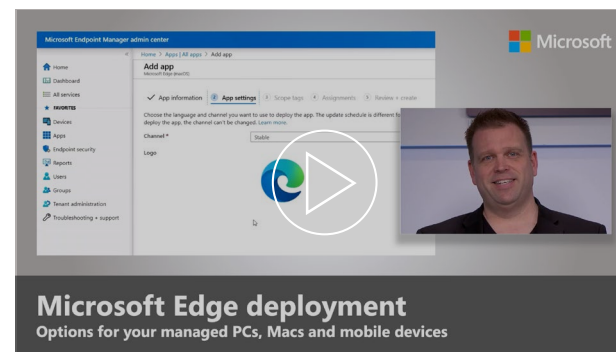 Microsoft Endpoint Manager admin center
Microsoft
Home > Apps | All apps > Add app
Add app
Microsoft Edge (macOS)
Home
Dashboard
All services
FAVORITES
Devices
Apps
Endpoint security
Reports
Users
Groups
Tenant administration
Troubleshooting + support
App information
2 App settings
3 Scope tags
4 Assignments
5 Review + create
Choose the language and channel you want to use to deploy the app. The update schedule is different
deploy the app, the channel can't be changed. Learn more.
Channel *
Stable
Logo
Microsoft Edge deployment
Options for your managed PCs, Macs and mobile devices